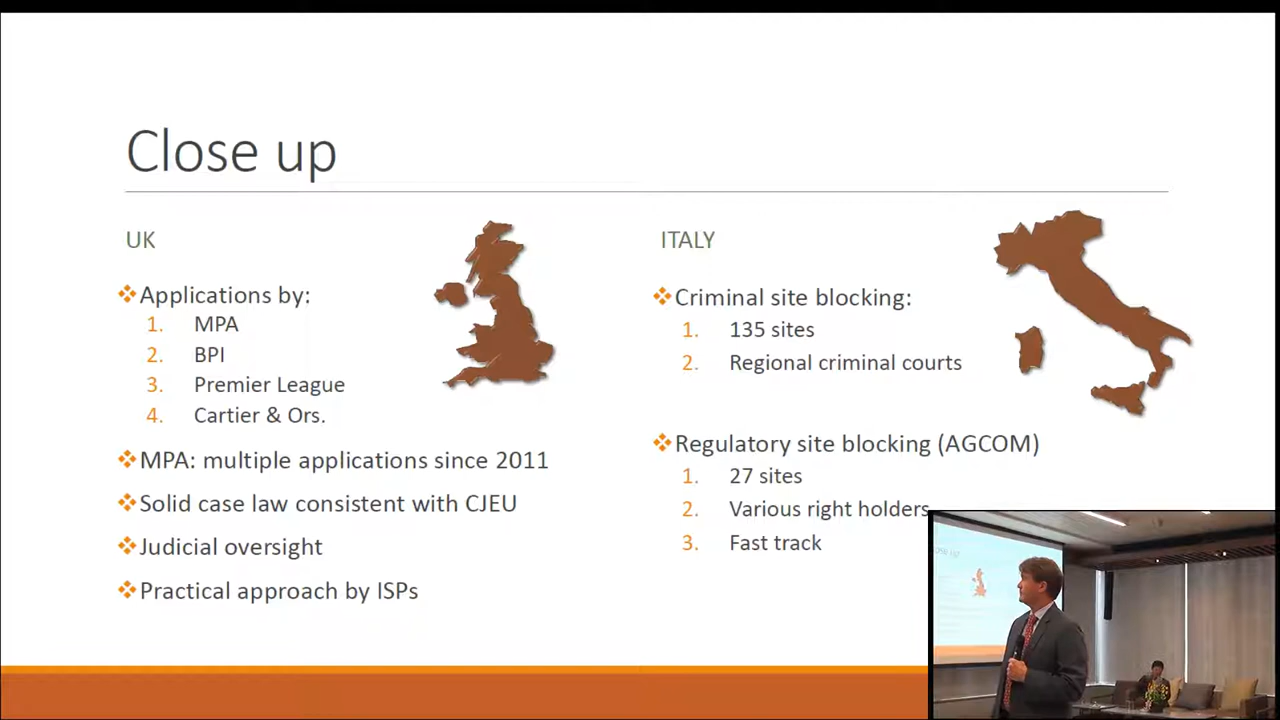 Close up
UK
❖Applications by:
1. MPA
2. BPI
3. Premier League
4. Cartier & Ors.
❖MPA: multiple applications since 2011
❖Solid case law consistent with CJEU
❖Judicial oversight
❖Practical approach by ISPs
ITALY
❖Criminal site blocking:
1. 135 sites
2. Regional criminal courts
❖Regulatory site blocking (AGCOM)
1. 27 sites
2. Various right holders
3. Fast track